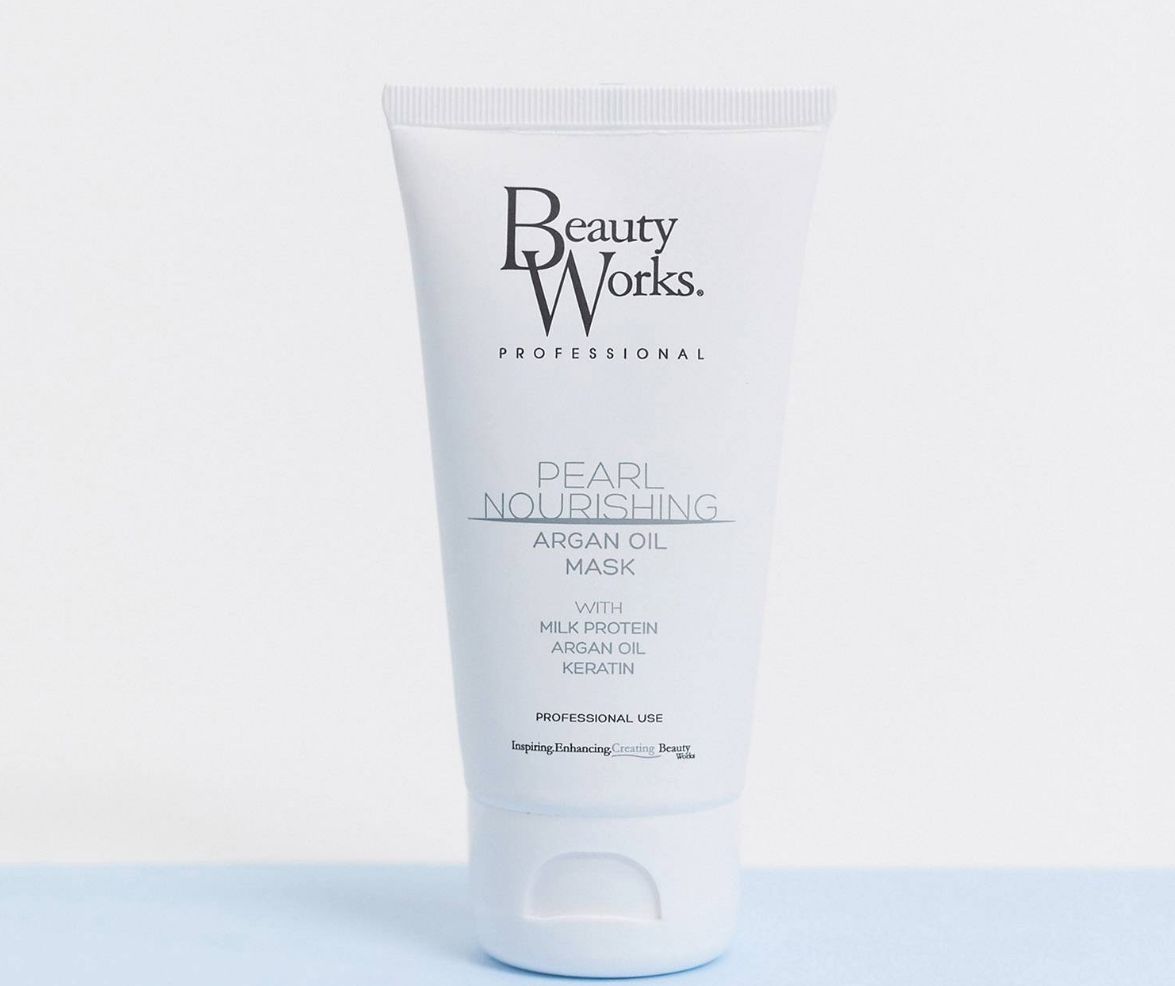 Beauty
Works®
PROFESSIONAL
PEARL
NOURISHING
ARGAN OIL
MASK
WITH
MILK PROTEIN
ARGAN OIL
KERATIN
PROFESSIONAL USE
Inspiring.Enhancing.Creating Beauty
Works